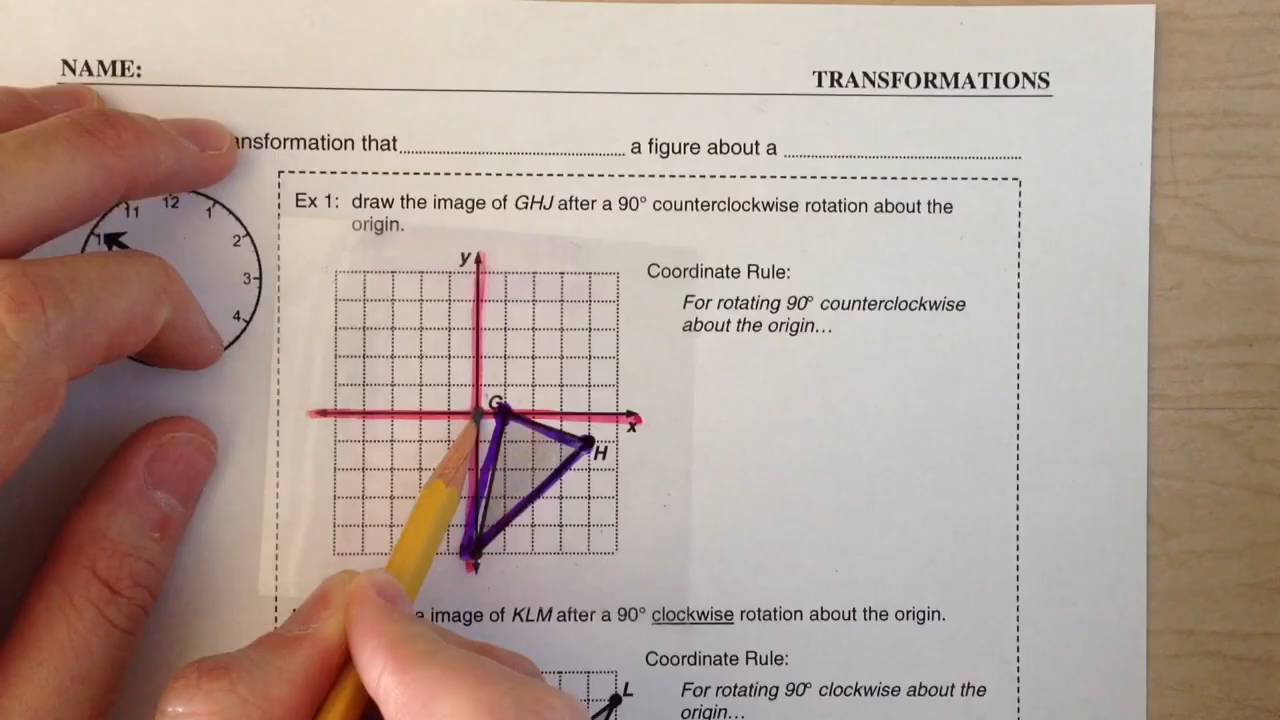 NAME:
TRANSFORMATIONS
ansformation that a figure about a
12
11
1
2
3
4
Ex 1: draw the image of GHJ after a 90° counterclockwise rotation about the
origin.
y
Coordinate Rule:
For rotating 90° counterclockwise
about the origin...
G
x
H
image of KLM after a 90° clockwise rotation about the origin.
Coordinate Rule:
L
For rotating 90° clockwise about the
origin...